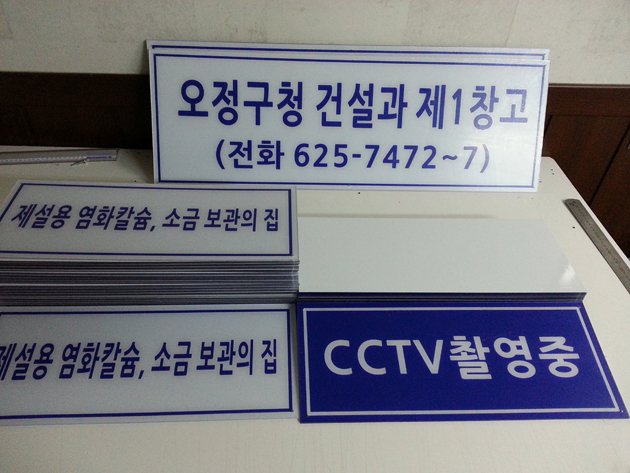 오정구청 건설과 제1창고
(전화 625-7472~7)
제설용 염화칼슘, 소금 보관의 집
제설용 염화칼슘, 소금 보관의 집
CCTV촬영중